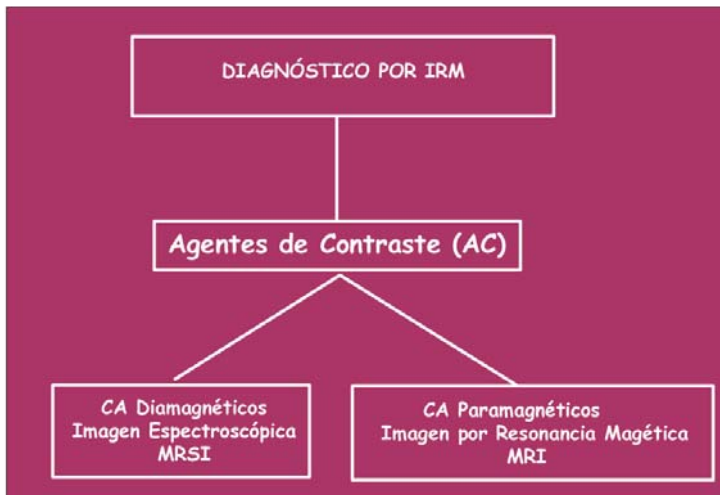 DIAGNÓSTICO POR IRM
Agentes de Contraste (AC)
CA Diamagnéticos
Imagen Espectroscópica
MRSI
CA Paramagnéticos
Imagen por Resonancia Magética
MRI